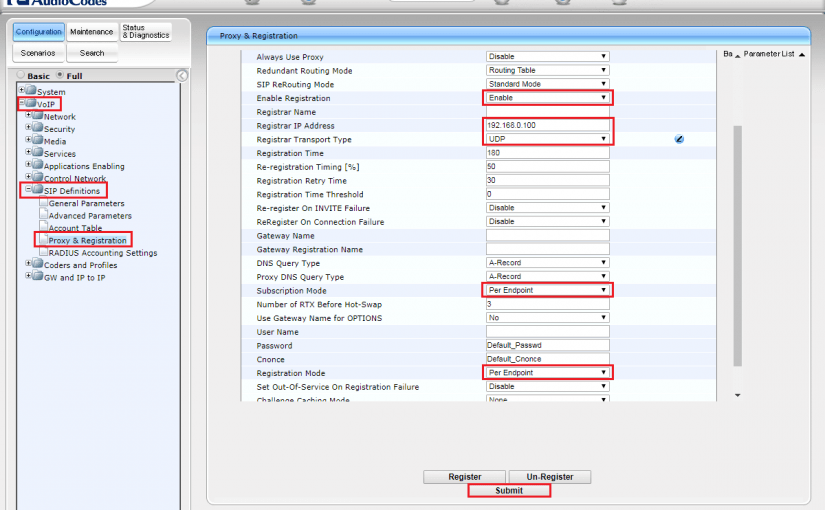 AudioCodes
Configuration
Maintenance
Status
& Diagnostics
Scenarios
Search
Basic Full
System
VoIP
Network
Security
Media
Services
Applications Enabling
Control Network
SIP Definitions
General Parameters
Advanced Parameters
Account Table
Proxy & Registration
RADIUS Accounting Settings
Coders and Profiles
GW and IP to IP
Proxy & Registration
Ba Parameter List
Always Use Proxy Disable
Redundant Routing Mode Routing Table
SIP ReRouting Mode Standard Mode
Enable Registration Enable
Registrar Name
Registrar IP Address 192.168.0.100
Registrar Transport Type UDP
Registration Time 180
Re-registration Timing [%] 50
Registration Retry Time 30
Registration Time Threshold 0
Re-register On INVITE Failure Disable
ReRegister On Connection Failure Disable
Gateway Name
Gateway Registration Name
DNS Query Type A-Record
Proxy DNS Query Type A-Record
Subscription Mode Per Endpoint
Number of RTX Before Hot-Swap 3
Use Gateway Name for OPTIONS No
User Name
Password Default_Passwd
Cnonce Default_Cnonce
Registration Mode Per Endpoint
Set Out-Of-Service On Registration Failure Disable
Challenge Caching Mode None
Register Un-Register
Submit